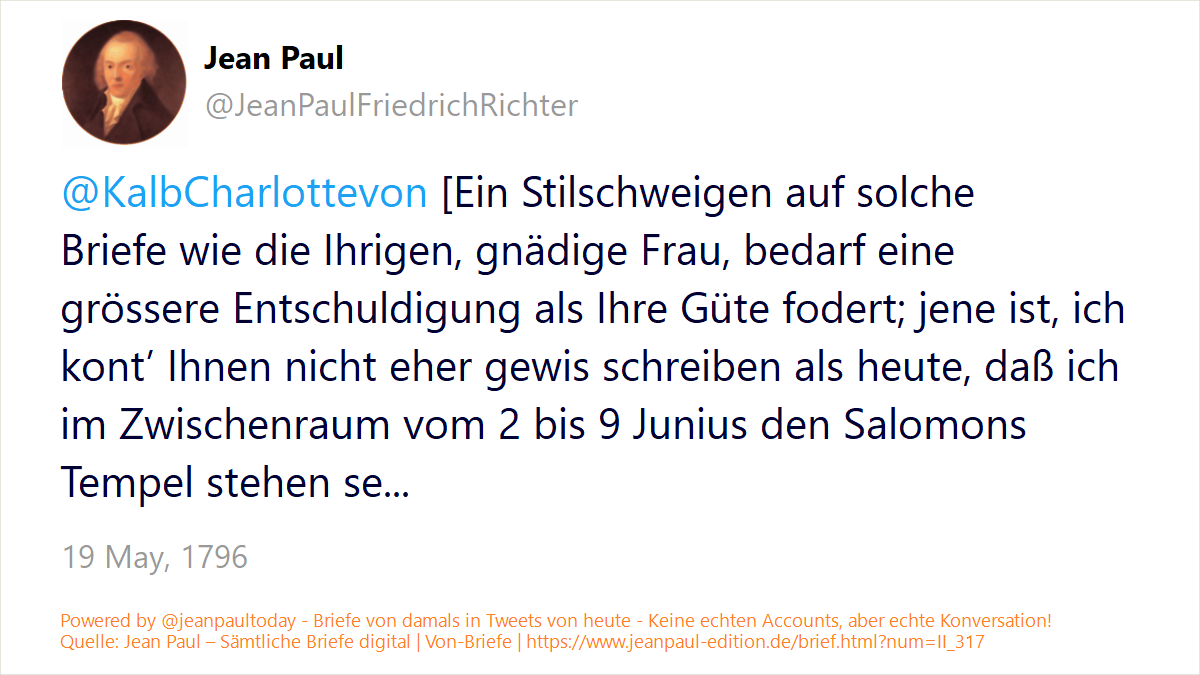 Jean Paul
@JeanPaulFriedrichRichter
@KalbCharlottevon [Ein Stilschweigen auf solche
Briefe wie die Ihrigen, gnädige Frau, bedarf eine
grössere Entschuldigung als Ihre Güte fodert; jene ist, ich
kont’ Ihnen nicht eher gewis schreiben als heute, daß ich
im Zwischenraum vom 2 bis 9 Junius den Salomons
Tempel stehen se...
19 May, 1796
Powered by @jeanpaultoday - Briefe von damals in Tweets von heute - Keine echten Accounts, aber echte Konversation!
Quelle: Jean Paul – Sämtliche Briefe digital | Von-Briefe | https://www.jeanpaul-edition.de/brief.html?num=II_317